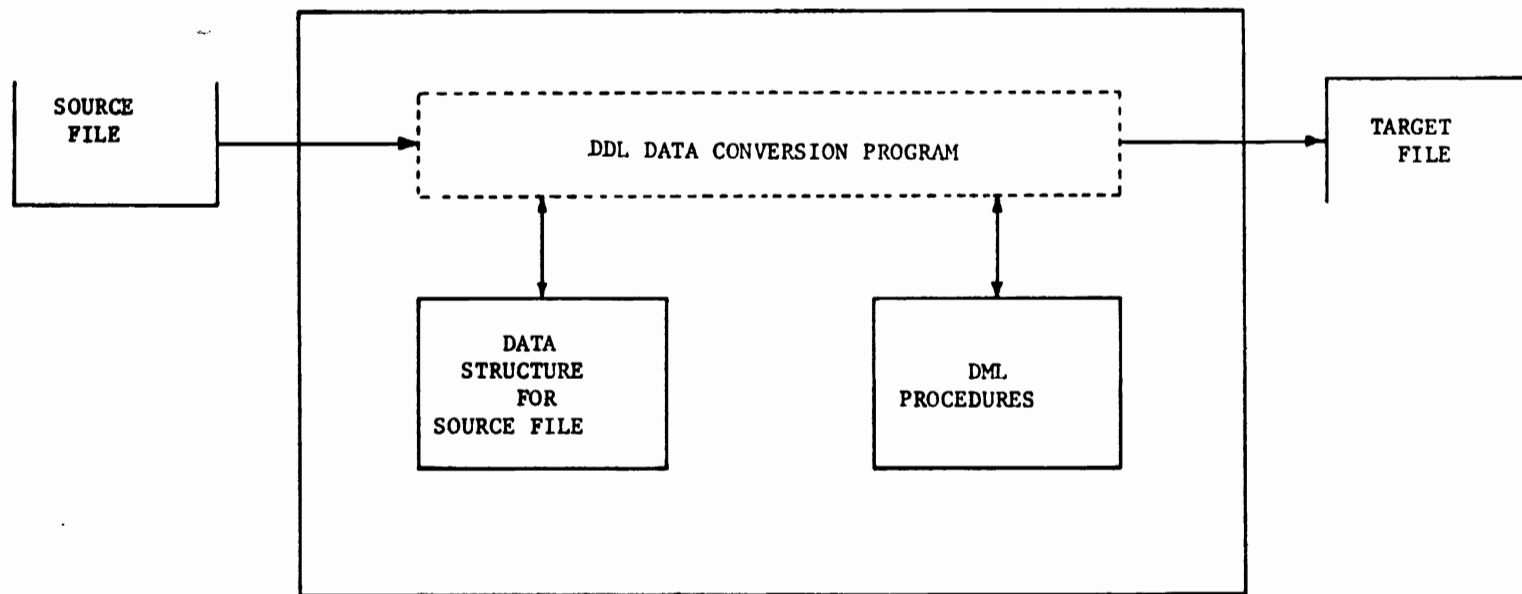 SOURCE
FILE
DDL DATA CONVERSION PROGRAM
TARGET
FILE
DATA
STRUCTURE
FOR
SOURCE FILE
DML
PROCEDURES